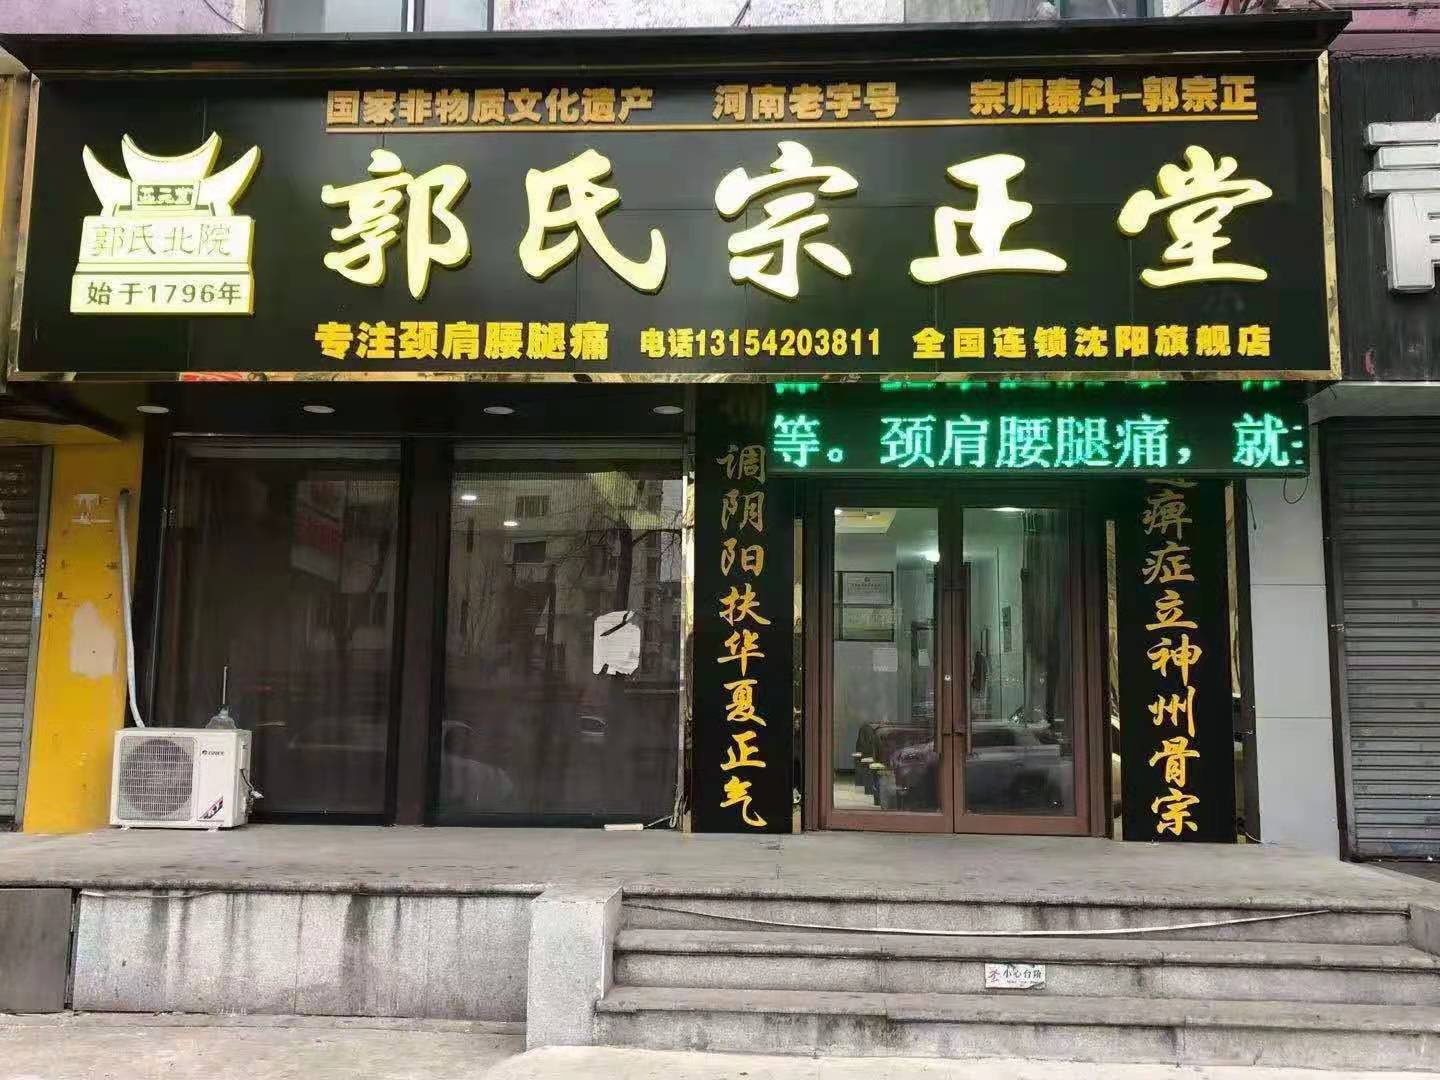 国家非物质文化遗产 河南老字号 宗师泰斗-郭宗正
郭氏宗正堂
郭氏北院
始于1796年
专注颈肩腰腿痛 电话13154203811 全国连锁沈阳旗舰店
等。颈肩腰腿痛，就
调阴阳扶华夏正气
痹症立神州骨宗
小心台阶